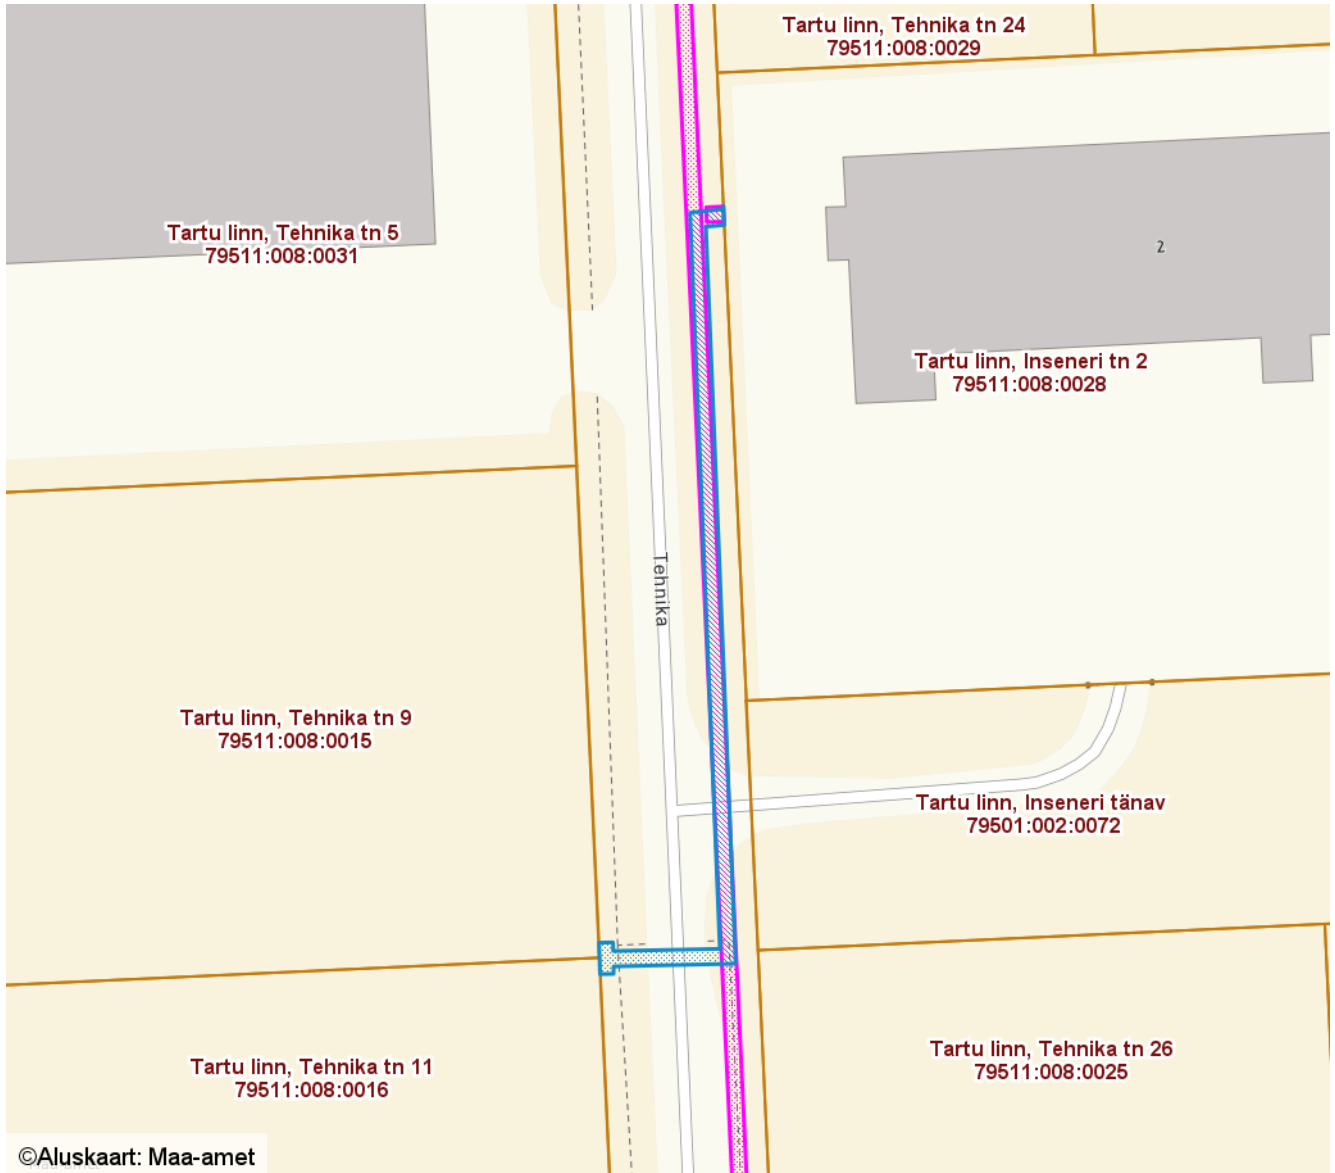 Tartu linn, Tehnika tn 24
79511:008:0029
Tartu linn, Tehnika tn 5
79511:008:0031
2
Tartu linn, Inseneri tn 2
79511:008:0028
Tehnika
Tartu linn, Tehnika tn 9
79511:008:0015
Tartu linn, Inseneri tänav
79501:002:0072
Tartu linn, Tehnika tn 26
79511:008:0025
Tartu linn, Tehnika tn 11
79511:008:0016
©Aluskaart: Maa-amet